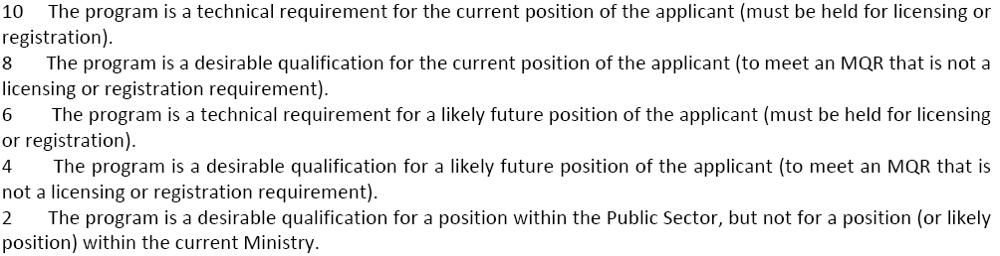 10 The program is a technical requirement for the current position of the applicant (must be held for licensing or
registration).
8 The program is a desirable qualification for the current position of the applicant (to meet an MQR that is not a
licensing or registration requirement).
6 The program is a technical requirement for a likely future position of the applicant (must be held for licensing
or registration).
4 The program is a desirable qualification for a likely future position of the applicant (to meet an MQR that is
not a licensing or registration requirement).
2 The program is a desirable qualification for a position within the Public Sector, but not for a position (or likely
position) within the current Ministry.